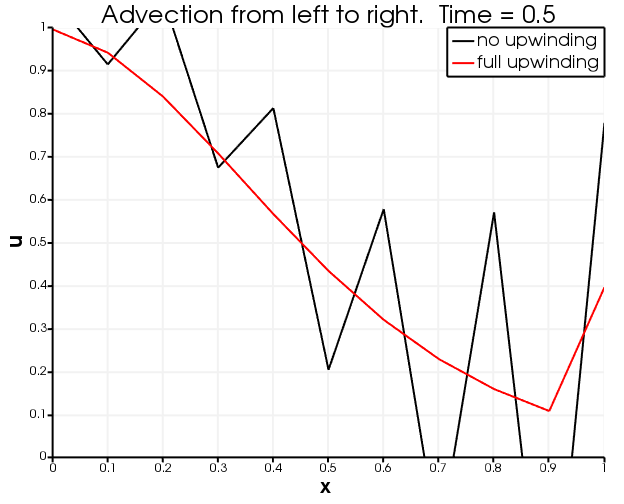 Advection from left to right.  Time = 0.5
no upwinding
full upwinding
1
0.9
0.8
0.7
0.6
0.5
0.4
0.3
0.2
0.1
0
u
0 0.1 0.2 0.3 0.4 0.5 0.6 0.7 0.8 0.9 1
x